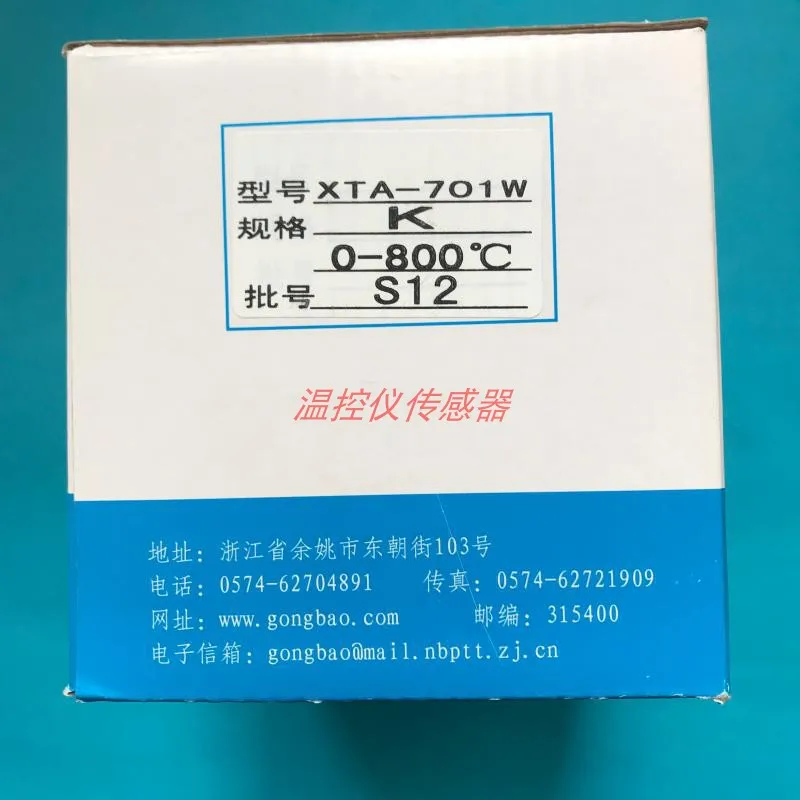 型号 XTA-701W
规格 K
0-800℃
批号 S12
温控仪传感器
地址：浙江省余姚市东朝街103号
电话：0574-62704891 传真：0574-62721909
网址：www.gongbao.com 邮编：315400
电子信箱：gongbao@mail.nbptt.zj.cn